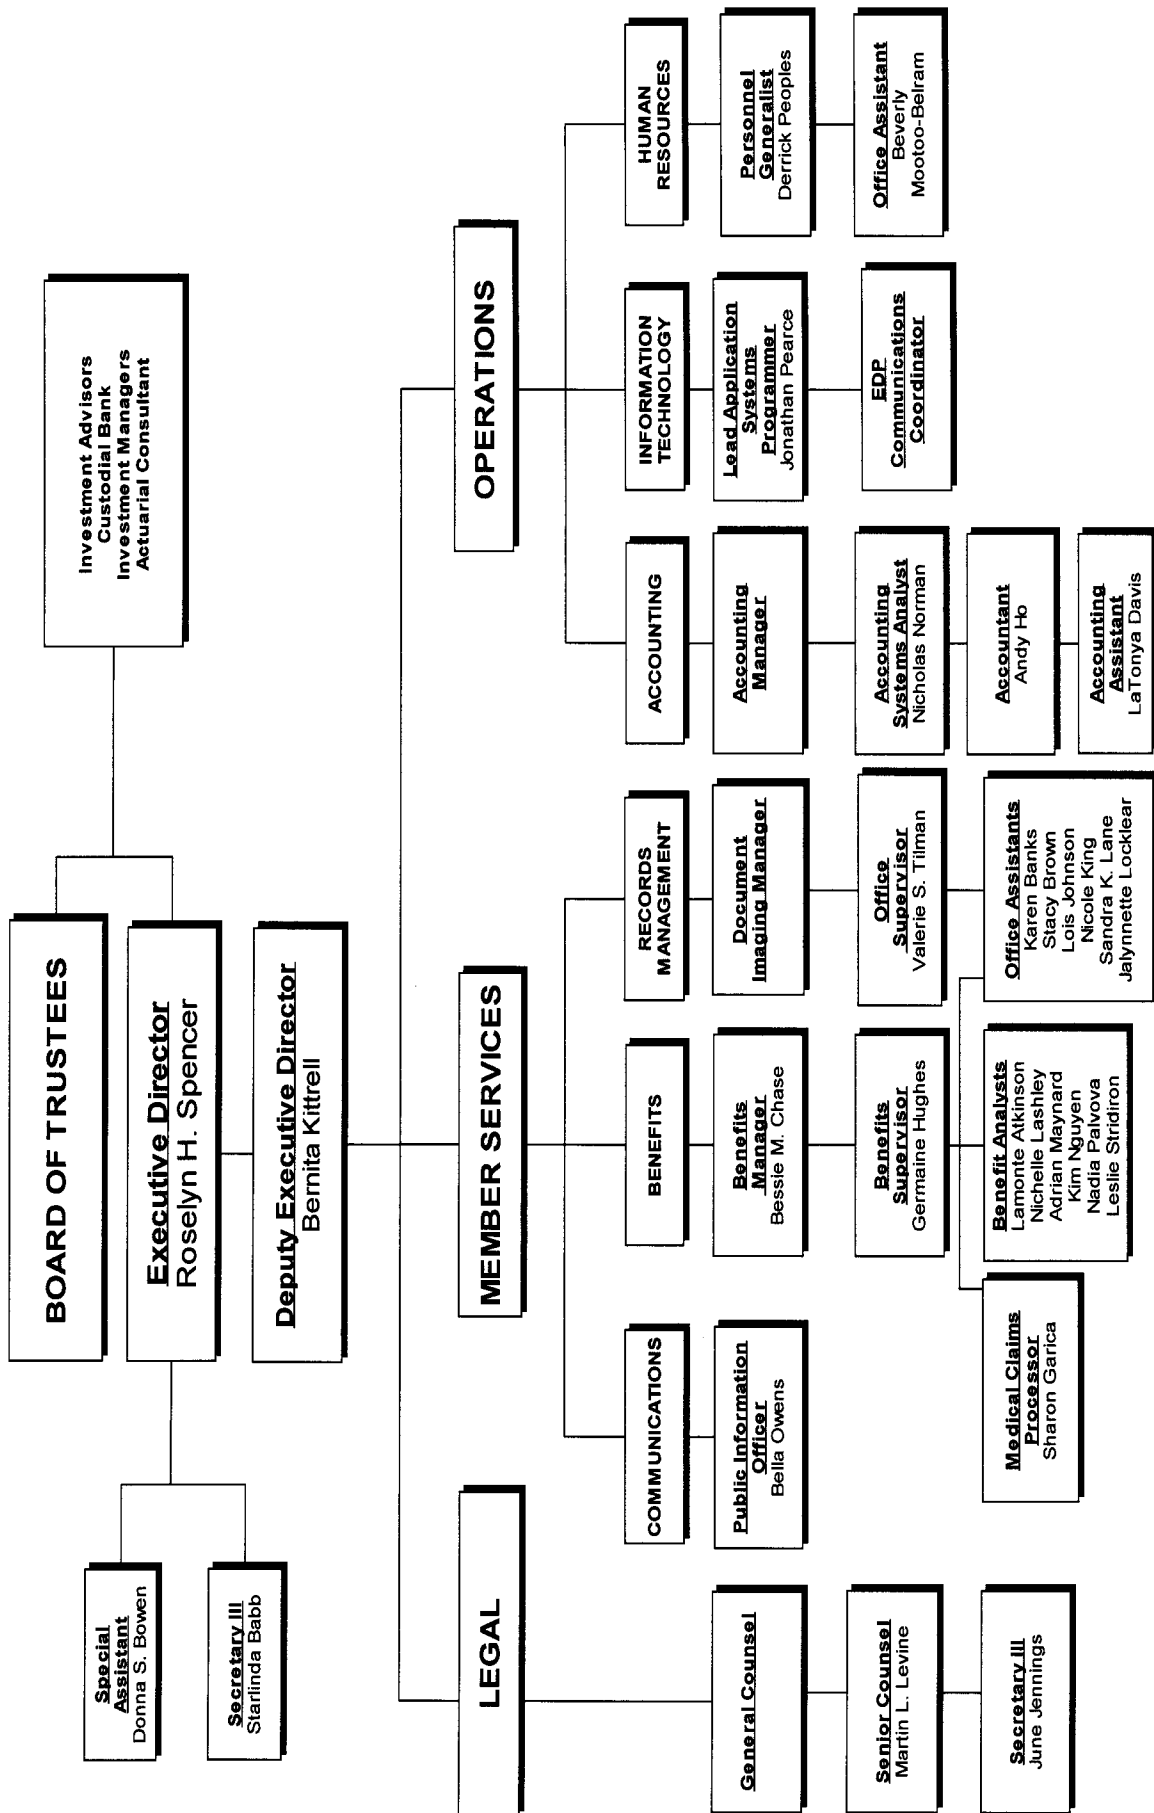 BOARD OF TRUSTEES
Investment Advisors
Custodial Bank
Investment Managers
Actuarial Consultant
Executive Director
Roselyn H. Spencer
Special
Assistant
Donna S. Bowen
Secretary III
Starlinda Babb
Deputy Executive Director
Bernita Kittrell
LEGAL
MEMBER SERVICES
OPERATIONS
COMMUNICATIONS
BENEFITS
RECORDS
MANAGEMENT
ACCOUNTING
INFORMATION
TECHNOLOGY
HUMAN
RESOURCES
General Counsel
Public Information
Officer
Bella Owens
Benefits
Manager
Bessie M. Chase
Document
Imaging Manager
Accounting
Manager
Lead Application
Systems
Programmer
Jonathan Pearce
Personnel
Generalist
Derrick Peoples
Senior Counsel
Martin L. Levine
Benefits
Supervisor
Germaine Hughes
Office
Supervisor
Valerie S. Tilman
Accounting
Systems Analyst
Nicholas Norman
EDP
Communications
Coordinator
Office Assistant
Beverly
Mootoo-Belram
Secretary III
June Jennings
Medical Claims
Processor
Sharon Garica
Benefit Analysts
Lamonte Atkinson
Nichelle Lashley
Adrian Maynard
Kim Nguyen
Nadia Palvova
Leslie Stridiron
Office Assistants
Karen Banks
Stacy Brown
Lois Johnson
Nicole King
Sandra K. Lane
Jalynnette Locklear
Accountant
Andy Ho
Accounting
Assistant
LaTonya Davis